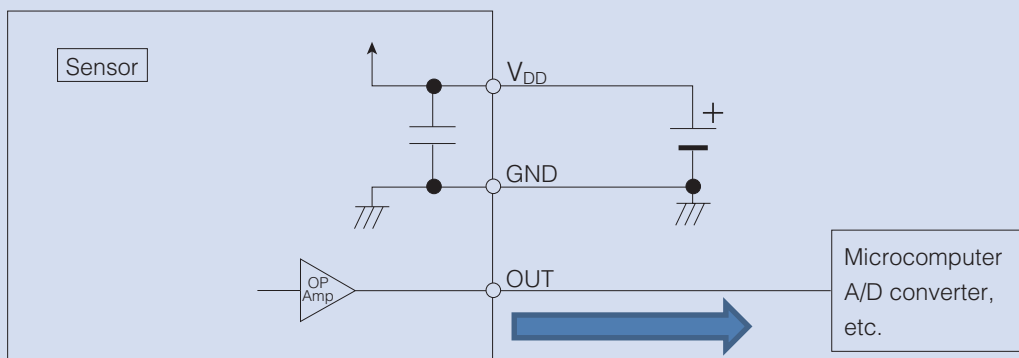 Sensor
VDD
+
GND
OP
Amp
OUT
Microcomputer
A/D converter,
etc.